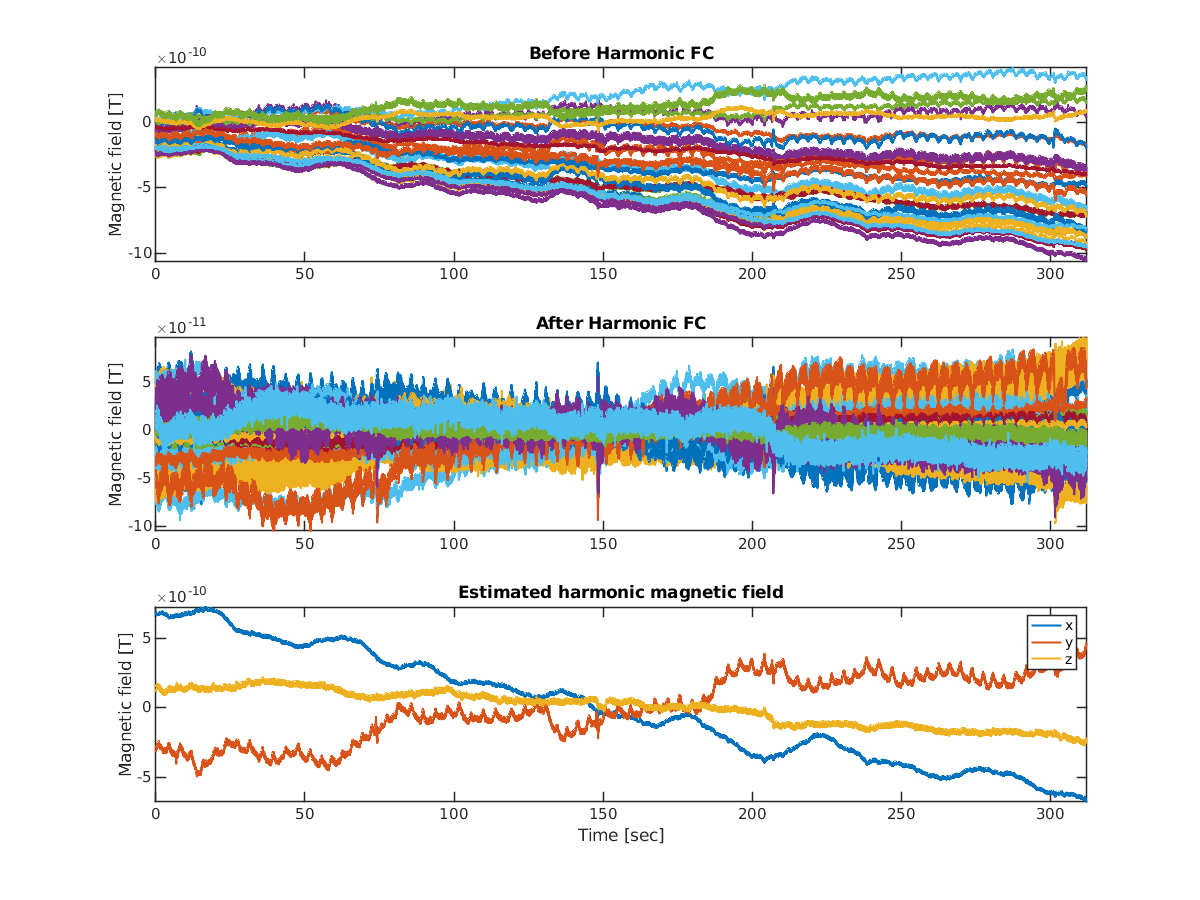 Before Harmonic FC
×10-10
Magnetic field [T]
0
-5
-10
0 50 100 150 200 250 300
After Harmonic FC
×10-11
Magnetic field [T]
5
0
-5
-10
0 50 100 150 200 250 300
Estimated harmonic magnetic field
×10-10
Magnetic field [T]
5
0
-5
x
y
z
0 50 100 150 200 250 300
Time [sec]